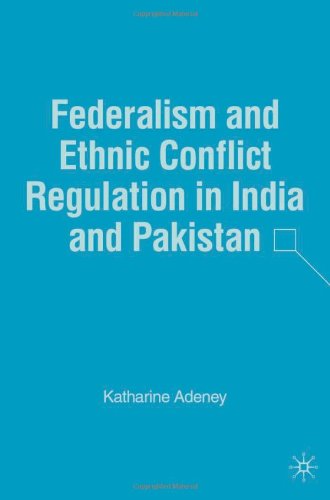 Federalism and
Ethnic Conflict
Regulation in India
and Pakistan
Katharine Adeney